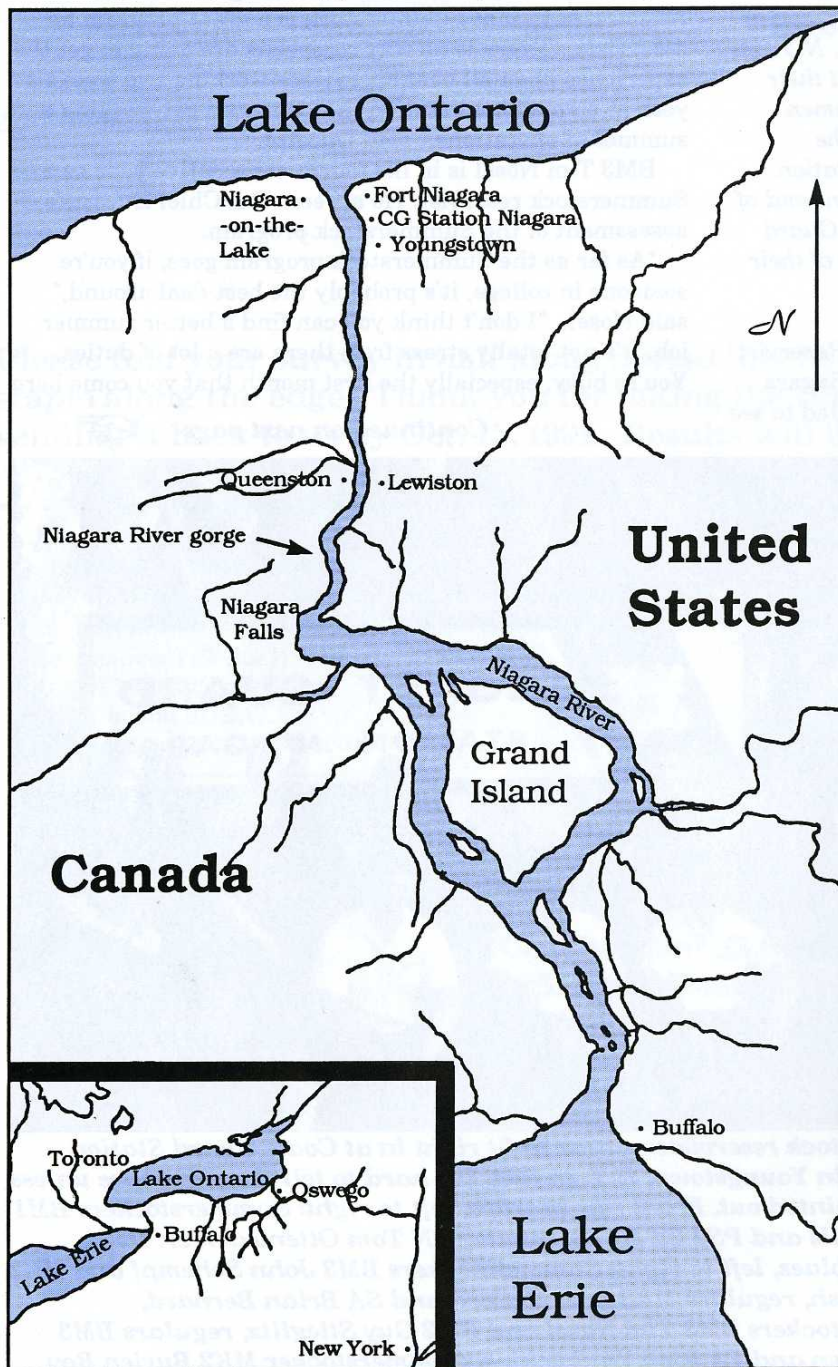 Lake Ontario
Niagara
-on-the-
Lake
Fort Niagara
CG Station Niagara
Youngstown
N
Queenston
Lewiston
Niagara River gorge
United
States
Niagara
Falls
Niagara River
Grand
Island
Canada
Buffalo
Lake
Erie
Toronto
Lake Ontario
Oswego
Buffalo
Lake Erie
New York